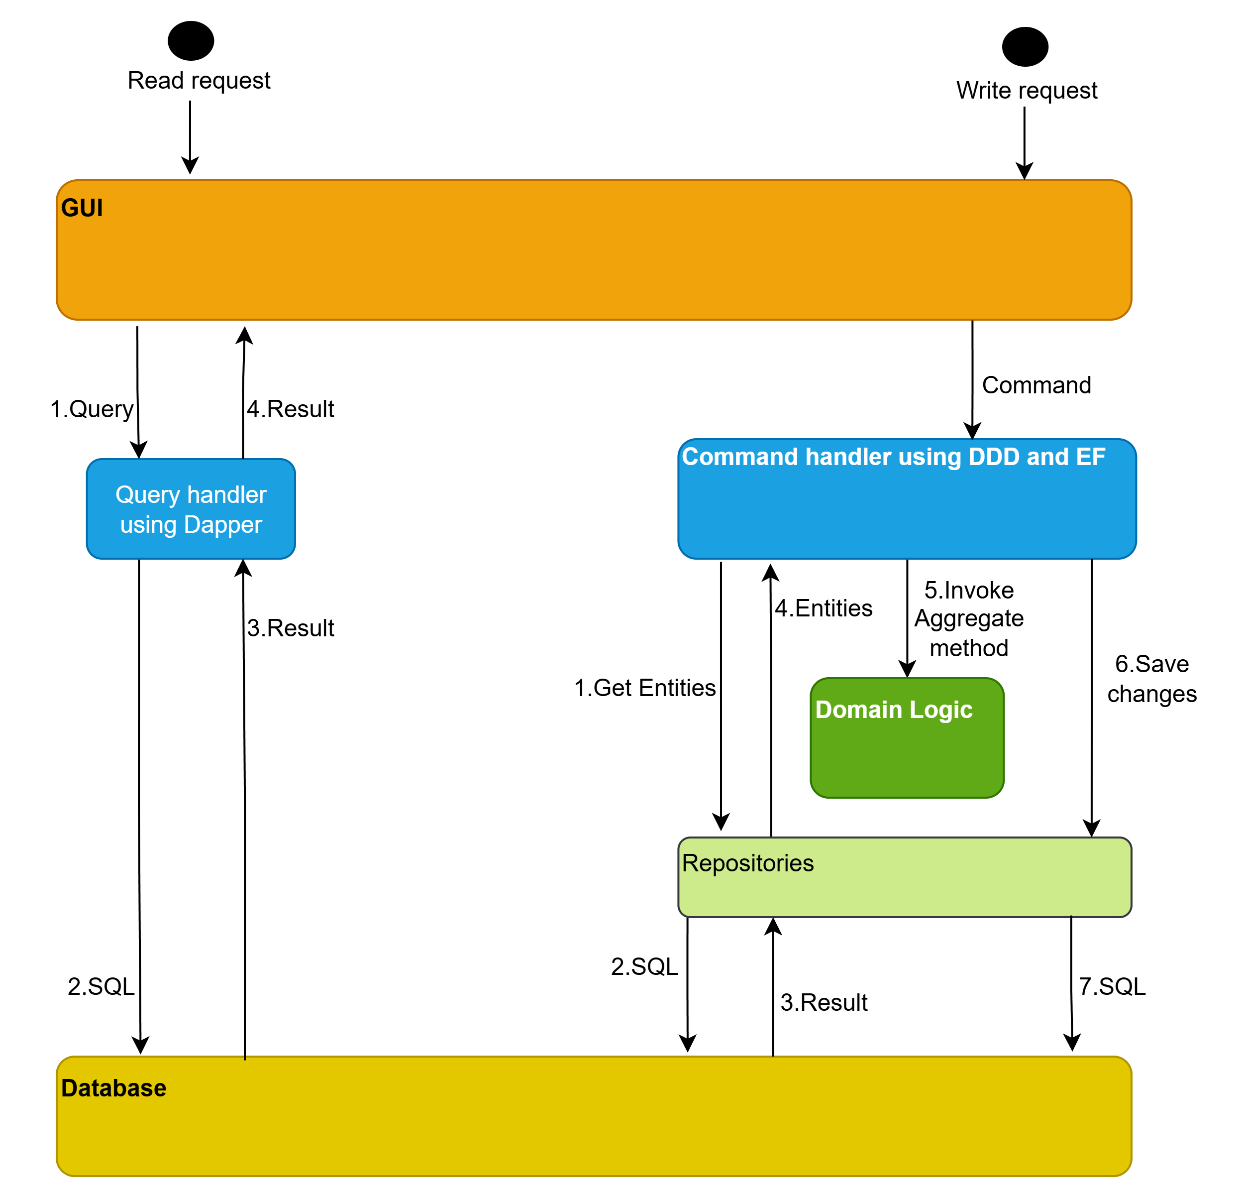 Read request
Write request
GUI
Command
1.Query
4.Result
Command handler using DDD and EF
Query handler
using Dapper
5.Invoke
Aggregate
method
4.Entities
3.Result
6.Save
changes
1.Get Entities
Domain Logic
Repositories
2.SQL
2.SQL
3.Result
7.SQL
Database